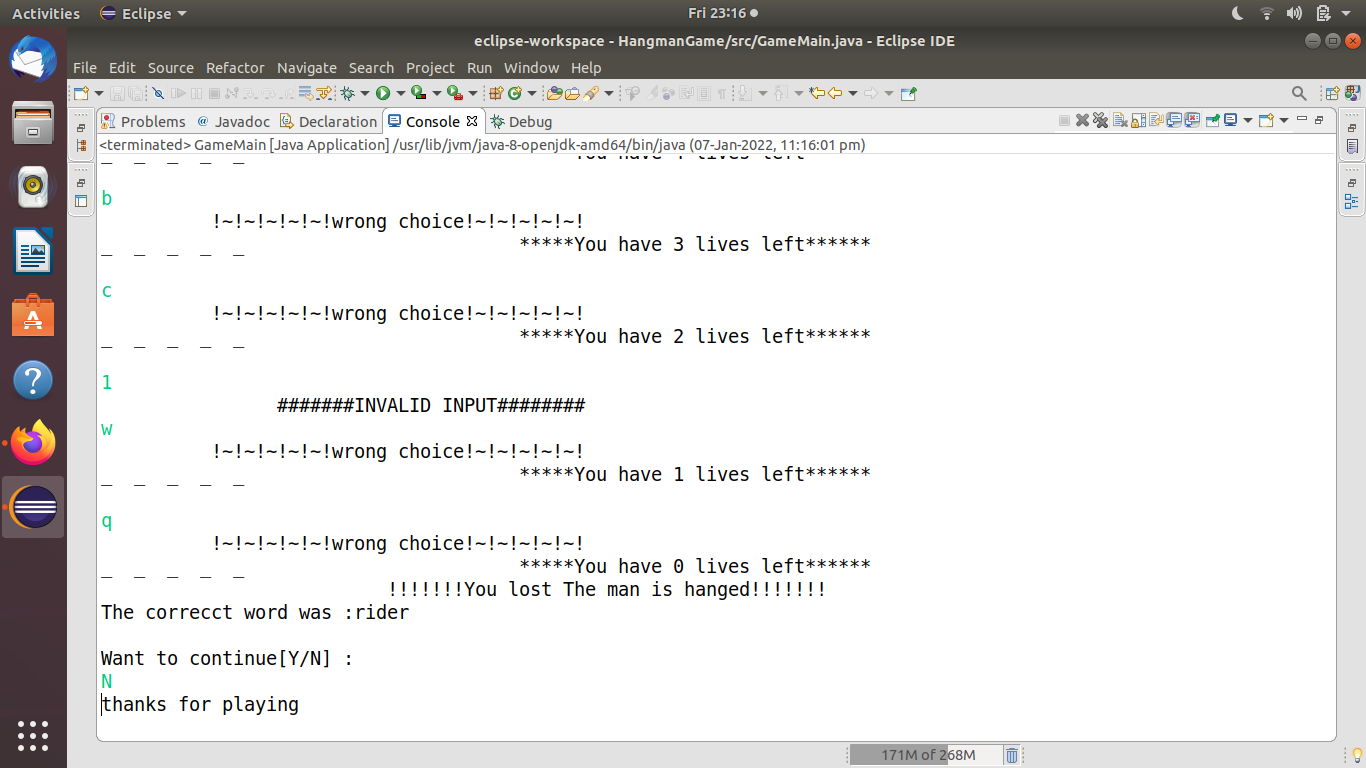 Activities Eclipse Fri 23:16
eclipse-workspace - HangmanGame/src/GameMain.java - Eclipse IDE
File Edit Source Refactor Navigate Search Project Run Window Help
Problems @ Javadoc Declaration Console Debug
<terminated> GameMain [Java Application] /usr/lib/jvm/java-8-openjdk-amd64/bin/java (07-Jan-2022, 11:16:01 pm)
_ _ _ _ _ *****You have 4 lives left******
b
!~!~!~!~!~!wrong choice!~!~!~!~!~!
_ _ _ _ _ *****You have 3 lives left******
c
!~!~!~!~!~!wrong choice!~!~!~!~!~!
_ _ _ _ _ *****You have 2 lives left******
1
#######INVALID INPUT########
w
!~!~!~!~!~!wrong choice!~!~!~!~!~!
_ _ _ _ _ *****You have 1 lives left******
q
!~!~!~!~!~!wrong choice!~!~!~!~!~!
_ _ _ _ _ *****You have 0 lives left******
!!!!!!!You lost The man is hanged!!!!!!!
The correcct word was :rider
Want to continue[Y/N] :
N
thanks for playing
171M of 268M